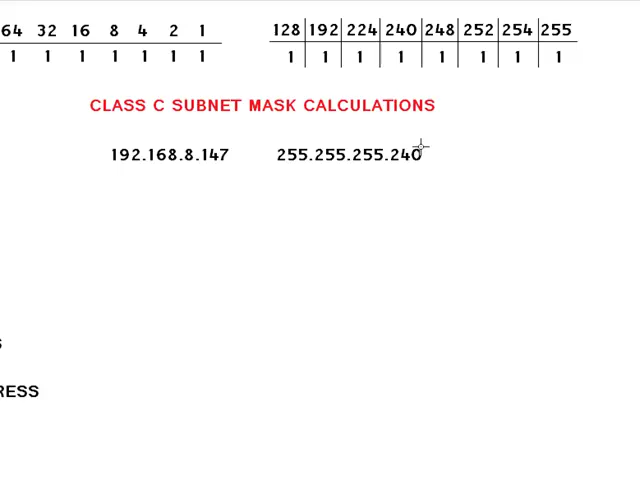 64 32 16 8 4 2 1 128 192 224 240 248 252 254 255
1 1 1 1 1 1 1 1 1 1 1 1 1 1 1
CLASS C SUBNET MASK CALCULATIONS
192.168.8.147 255.255.255.240
S
RESS